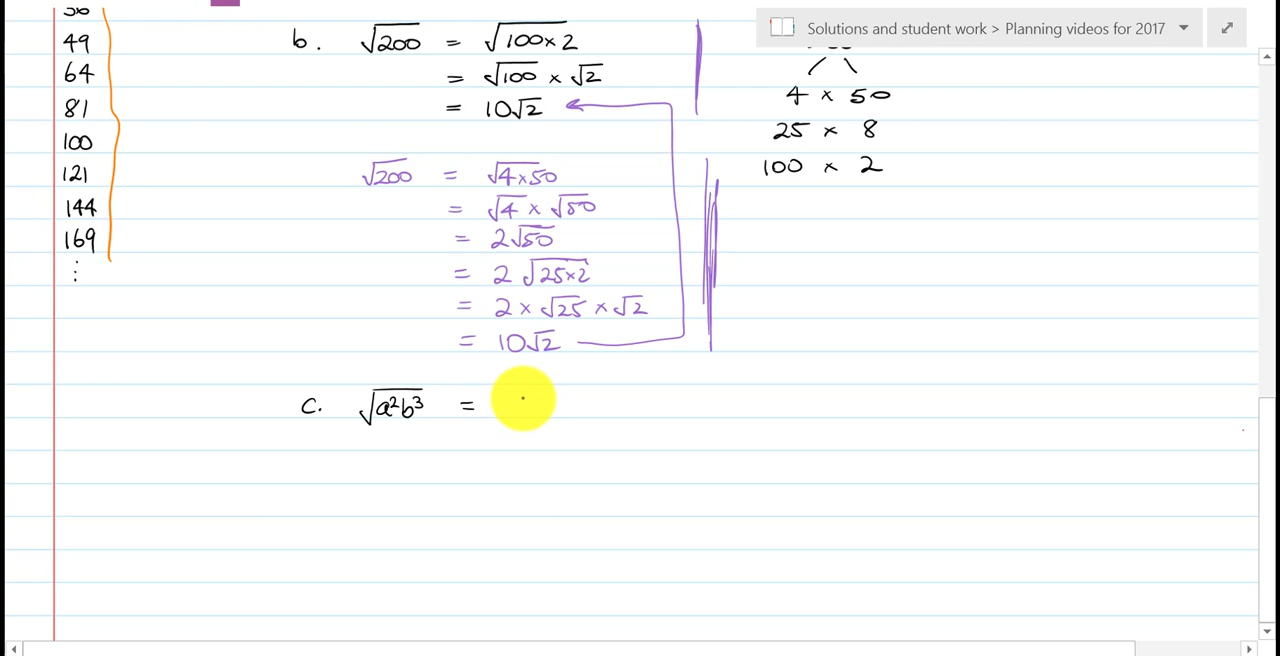 Solutions and student work > Planning videos for 2017
49
64
81
100
121
144
169
⋮
b. √200 = √100×2
= √100 × √2
= 10√2
√200 = √4×50
= √4 × √50
= 2√50
= 2 √25×2
= 2 × √25 × √2
= 10√2
c. √a²b³ =
4 × 50
25 × 8
100 × 2